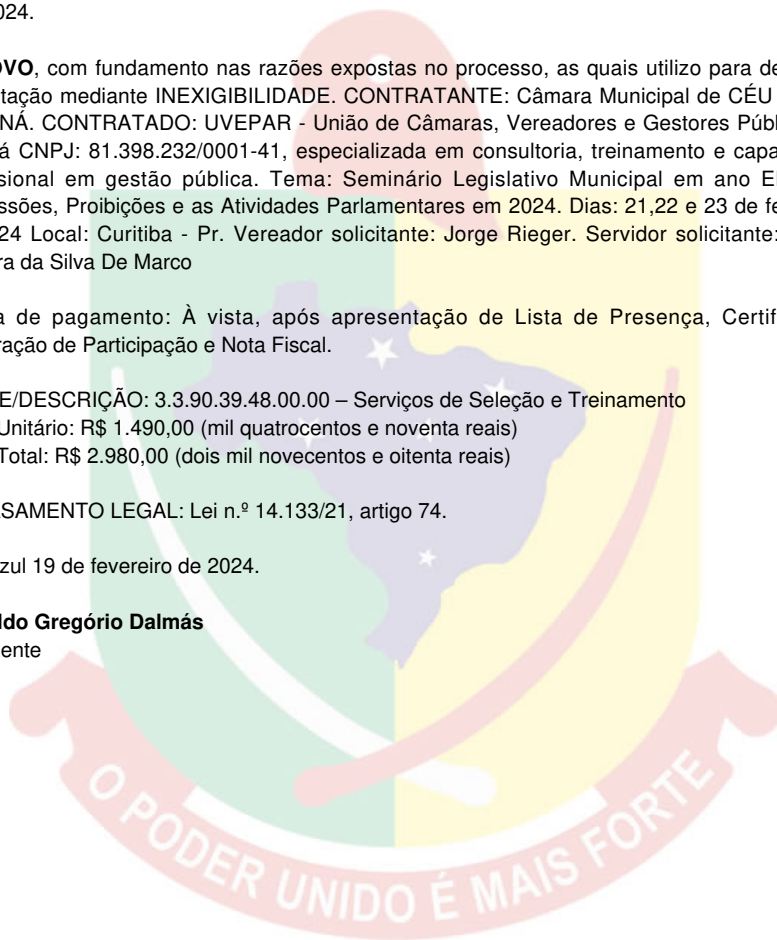 024.
OVO, com fundamento nas razões expostas no processo, as quais utilizo para de
tação mediante INEXIGIBILIDADE. CONTRATANTE: Câmara Municipal de CÉU
NÁ. CONTRATADO: UVEPAR - União de Câmaras, Vereadores e Gestores Públ
á CNPJ: 81.398.232/0001-41, especializada em consultoria, treinamento e capa
sional em gestão pública. Tema: Seminário Legislativo Municipal em ano El
ssões, Proibições e as Atividades Parlamentares em 2024. Dias: 21,22 e 23 de fe
24 Local: Curitiba - Pr. Vereador solicitante: Jorge Rieger. Servidor solicitante:
ra da Silva De Marco
a de pagamento: À vista, após apresentação de Lista de Presença, Certif
ração de Participação e Nota Fiscal.
E/DESCRIÇÃO: 3.3.90.39.48.00.00 – Serviços de Seleção e Treinamento
Unitário: R$ 1.490,00 (mil quatrocentos e noventa reais)
Total: R$ 2.980,00 (dois mil novecentos e oitenta reais)
SAMENTO LEGAL: Lei n.º 14.133/21, artigo 74.
zul 19 de fevereiro de 2024.
ldo Gregório Dalmás
ente
O PODER UNIDO É MAIS FORTE